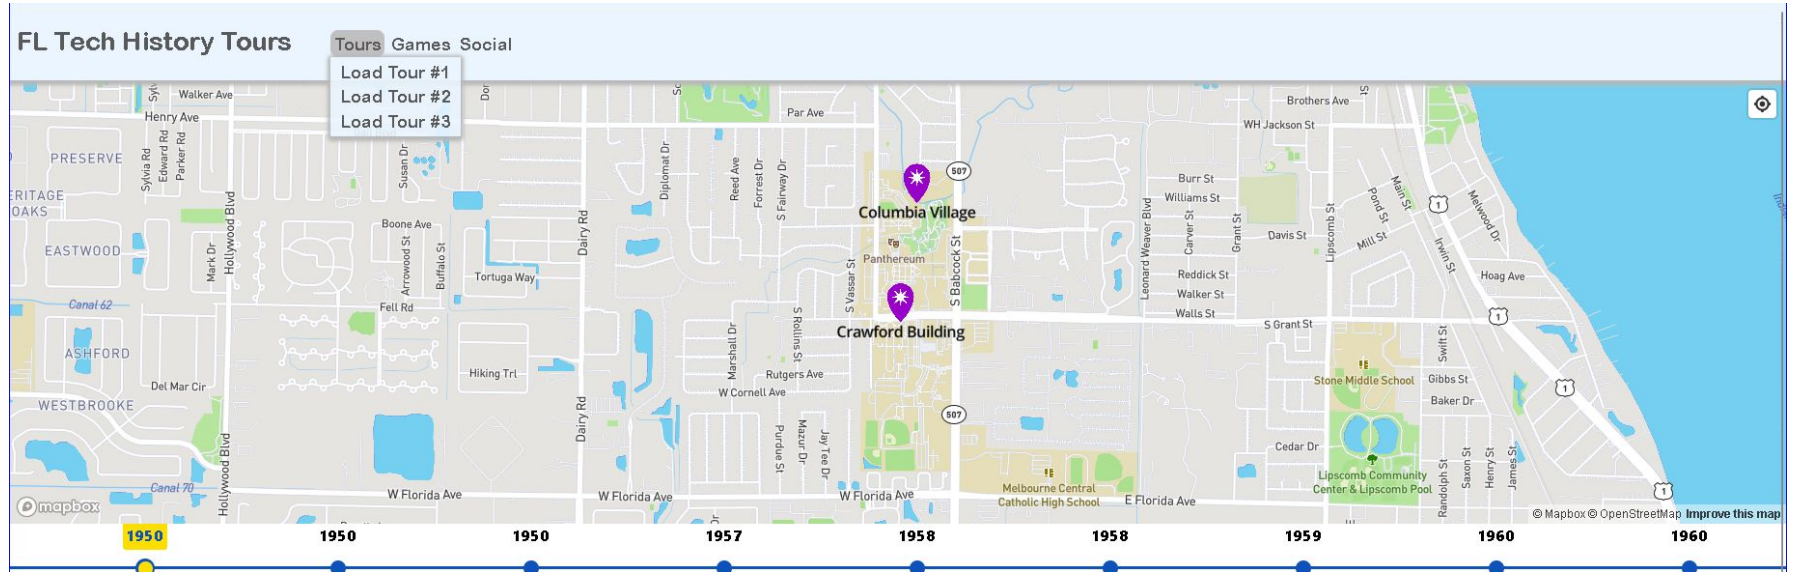 FL Tech History Tours
Tours Games Social
Load Tour #1
Load Tour #2
Load Tour #3
Walker Ave
Henry Ave
Par Ave
Brothers Ave
WH Jackson St
PRESERVE
Sylvia Rd
Edward Rd
Parker Rd
Susan Dr
Diplomat Dr
Reed Ave
Forrest Dr
S Fairway Dr
507
Burr St
Williams St
Columbia Village
ERITAGE
OAKS
Hollywood Blvd
Boone Ave
Dairy Rd
Leonard Weaver Blvd
Carver St
Grant St
Davis St
Lipscomb St
Pond St
Main St
Mill St
1
Melwood Dr
Irwin St
EASTWOOD
Mark Dr
Arrowood St
Buffalo St
Tortuga Way
Panthereum
S Vassar St
S Babcock St
Reddick St
Walker St
Walls St
Hoag Ave
Canal 62
Fell Rd
Crawford Building
S Grant St
1
ASHFORD
Marshall Dr
S Rollins St
Swift St
Del Mar Cir
Hiking Trl
Rutgers Ave
W Cornell Ave
Stone Middle School
Gibbs St
Baker Dr
1
WESTBROOKE
Hollywood Blvd
Dairy Rd
Purdue St
Mazur Dr
Jay Tee Dr
507
Cedar Dr
Lipscomb Community
Center & Lipscomb Pool
Randolph St
Saxon St
Henry St
James St
Canal 70
W Florida Ave
W Florida Ave
W Florida Ave
Melbourne Central
Catholic High School
E Florida Ave
1
mapbox
© Mapbox © OpenStreetMap Improve this map
1950 1950 1950 1957 1958 1958 1959 1960 1960